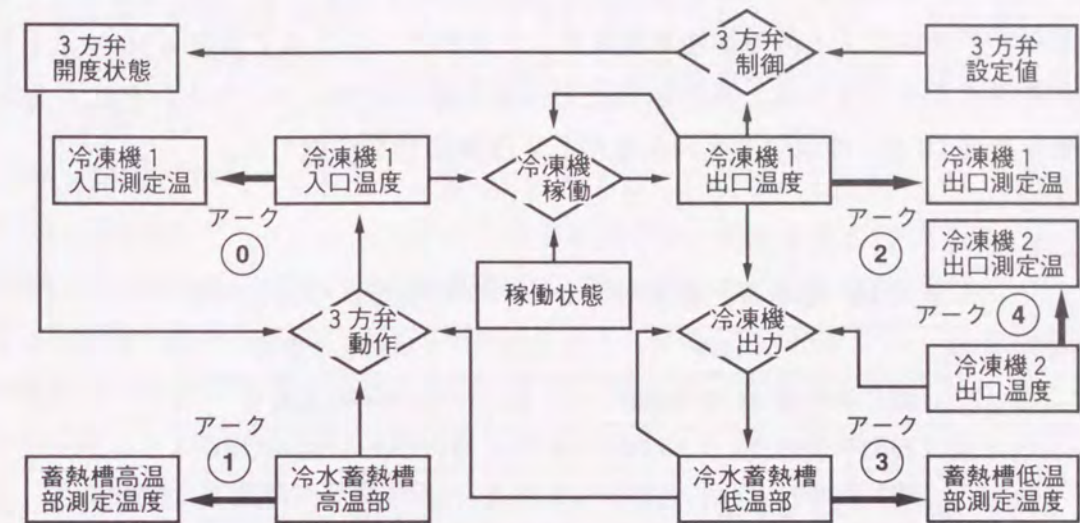 3方弁
開度状態
3方弁
制御
3方弁
設定値
冷凍機1
入口測定温
冷凍機1
入口温度
冷凍機
稼働
冷凍機1
出口温度
冷凍機1
出口測定温
アーク
0
アーク
2
冷凍機2
出口測定温
稼働状態
アーク 4
3方弁
動作
冷凍機
出力
冷凍機2
出口温度
アーク
1
アーク
3
蓄熱槽高温
部測定温度
冷水蓄熱槽
高温部
冷水蓄熱槽
低温部
蓄熱槽低温
部測定温度